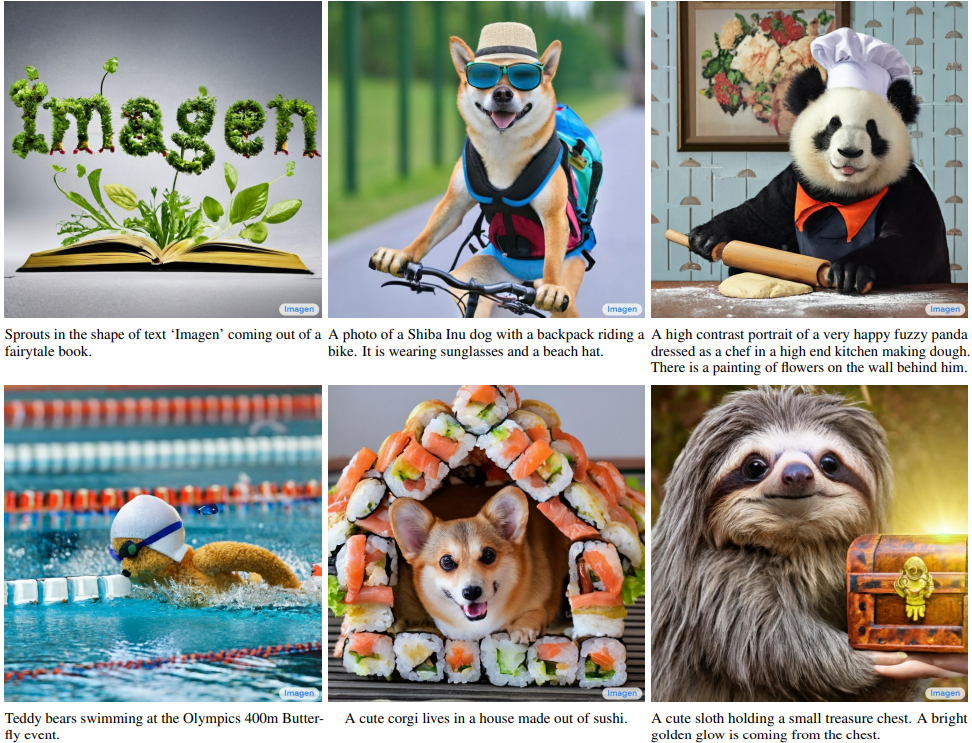 Imagen
Imagen
Imagen
Imagen
Sprouts in the shape of text ‘Imagen’ coming out of a
fairytale book.
A photo of a Shiba Inu dog with a backpack riding a
bike. It is wearing sunglasses and a beach hat.
A high contrast portrait of a very happy fuzzy panda
dressed as a chef in a high end kitchen making dough.
There is a painting of flowers on the wall behind him.
Imagen
Imagen
Imagen
Teddy bears swimming at the Olympics 400m Butter-
fly event.
A cute corgi lives in a house made out of sushi.
A cute sloth holding a small treasure chest. A bright
golden glow is coming from the chest.